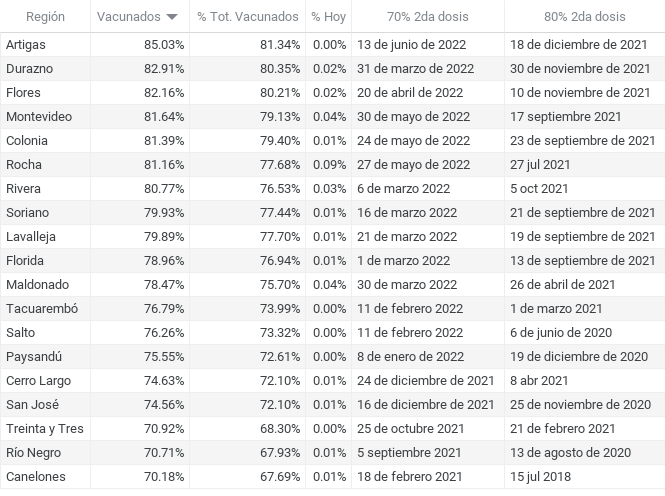 Región Vacunados % Tot. Vacunados % Hoy 70% 2da dosis 80% 2da dosis
Artigas 85.03% 81.34% 0.00% 13 de junio de 2022 18 de diciembre de 2021
Durazno 82.91% 80.35% 0.02% 31 de marzo de 2022 30 de noviembre de 2021
Flores 82.16% 80.21% 0.02% 20 de abril de 2022 10 de noviembre de 2021
Montevideo 81.64% 79.13% 0.04% 30 de mayo de 2022 17 septiembre 2021
Colonia 81.39% 79.40% 0.01% 24 de mayo de 2022 23 de septiembre de 2021
Rocha 81.16% 77.68% 0.09% 27 de mayo de 2022 27 jul 2021
Rivera 80.77% 76.53% 0.03% 6 de marzo 2022 5 oct 2021
Soriano 79.93% 77.44% 0.01% 16 de marzo 2022 21 de septiembre de 2021
Lavalleja 79.89% 77.70% 0.01% 21 de marzo 2022 19 de septiembre de 2021
Florida 78.96% 76.94% 0.01% 1 de marzo 2022 13 de septiembre de 2021
Maldonado 78.47% 75.70% 0.04% 30 de marzo 2022 26 de abril de 2021
Tacuarembó 76.79% 73.99% 0.00% 11 de febrero 2022 1 de marzo 2021
Salto 76.26% 73.32% 0.00% 11 de febrero 2022 6 de junio de 2020
Paysandú 75.55% 72.61% 0.00% 8 de enero de 2022 19 de diciembre de 2020
Cerro Largo 74.63% 72.10% 0.01% 24 de diciembre de 2021 8 abr 2021
San José 74.56% 72.10% 0.01% 16 de diciembre de 2021 25 de noviembre de 2020
Treinta y Tres 70.92% 68.30% 0.00% 25 de octubre 2021 21 de febrero de 2021
Río Negro 70.71% 67.93% 0.01% 5 septiembre 2021 13 de agosto de 2020
Canelones 70.18% 67.69% 0.01% 18 de febrero 2021 15 jul 2018